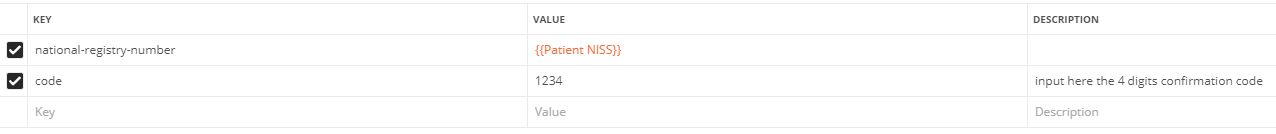 KEY VALUE DESCRIPTION
national-registry-number {{Patient NISS}}
code 1234 input here the 4 digits confirmation code
Key Value Description